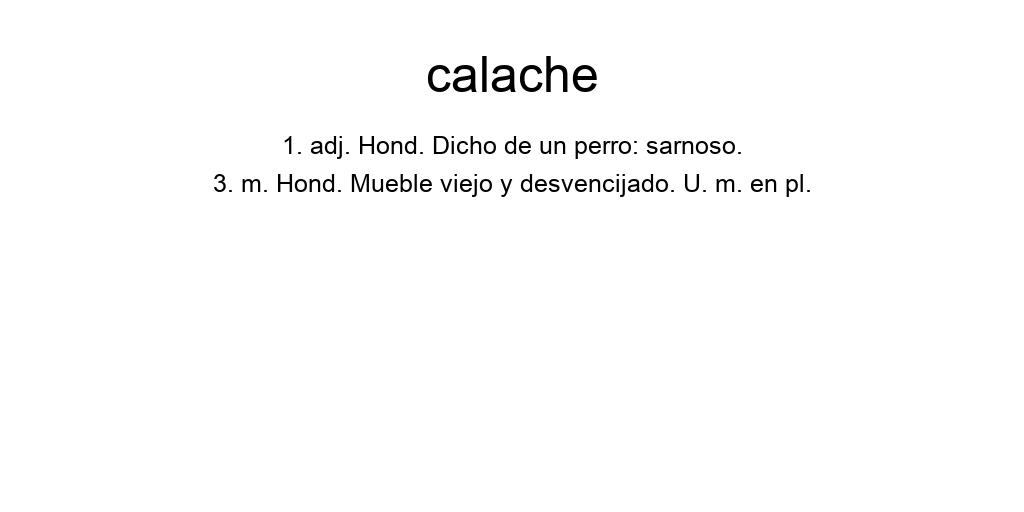 calache
1. adj. Hond. Dicho de un perro: sarnoso.
3. m. Hond. Mueble viejo y desvencijado. U. m. en pl.